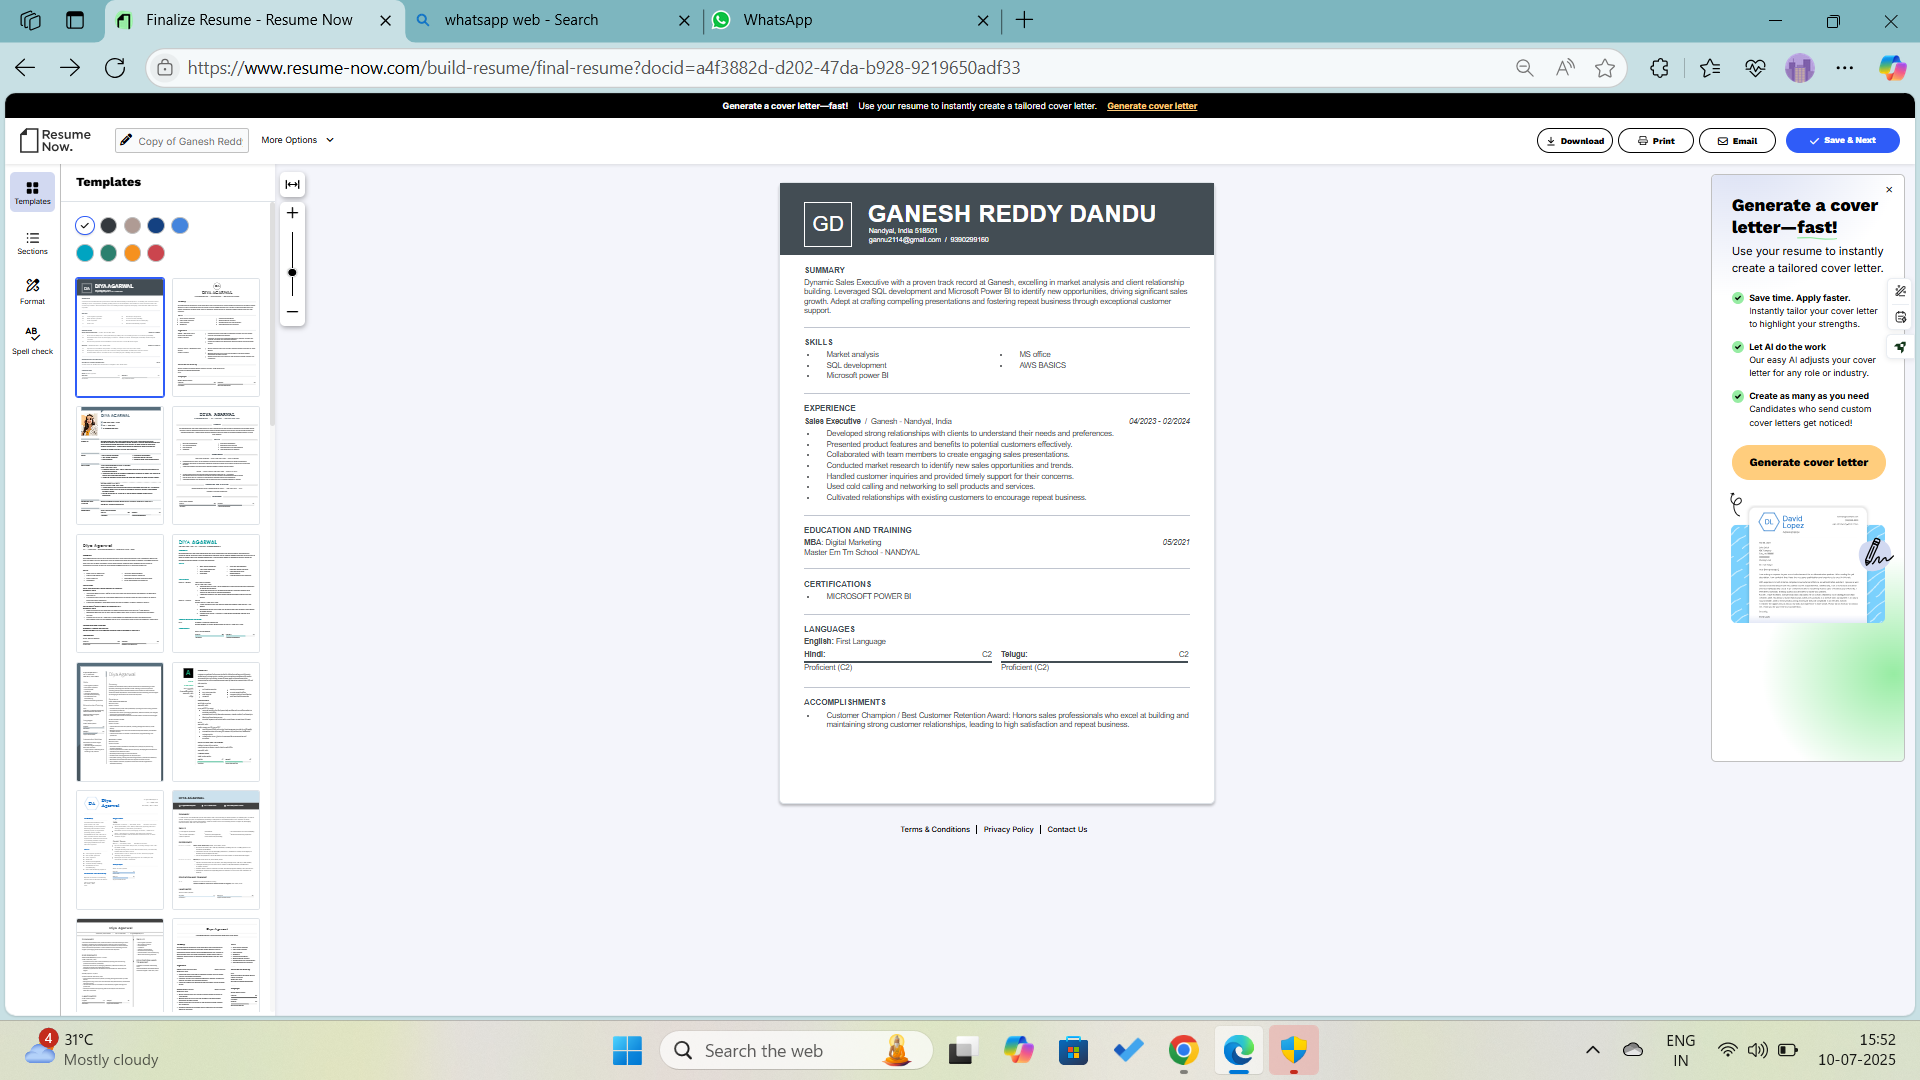 Finalize Resume - Resume Now
whatsapp web - Search
WhatsApp
https://www.resume-now.com/build-resume/final-resume?docid=a4f3882d-d202-47da-b928-9219650adf33
Generate a cover letter—fast! Use your resume to instantly create a tailored cover letter. Generate cover letter
Resume Now.
Copy of Ganesh Redd
More Options
Download
Print
Email
Save & Next
Templates
Sections
Format
Spell check
Templates
GD
GANESH REDDY DANDU
Nandyal, India 518501
gannu2114@gmail.com / 9390299160
SUMMARY
Dynamic Sales Executive with a proven track record at Ganesh, excelling in market analysis and client relationship
building. Leveraged SQL development and Microsoft Power BI to identify new opportunities, driving significant sales
growth. Adept at crafting compelling presentations and fostering repeat business through exceptional customer
support.
SKILLS
Market analysis
SQL development
Microsoft power BI
MS office
AWS BASICS
EXPERIENCE
Sales Executive / Ganesh - Nandyal, India 04/2023 - 02/2024
Developed strong relationships with clients to understand their needs and preferences.
Presented product features and benefits to potential customers effectively.
Collaborated with team members to create engaging sales presentations.
Conducted market research to identify new sales opportunities and trends.
Handled customer inquiries and provided timely support for their concerns.
Used cold calling and networking to sell products and services.
Cultivated relationships with existing customers to encourage repeat business.
EDUCATION AND TRAINING
MBA: Digital Marketing 05/2021
Master Em Tm School - NANDYAL
CERTIFICATIONS
MICROSOFT POWER BI
LANGUAGES
English: First Language
Hindi: C2
Proficient (C2)
Telugu: C2
Proficient (C2)
ACCOMPLISHMENTS
Customer Champion / Best Customer Retention Award: Honors sales professionals who excel at building and
maintaining strong customer relationships, leading to high satisfaction and repeat business.
Terms & Conditions | Privacy Policy | Contact Us
Generate a cover
letter—fast!
Use your resume to instantly
create a tailored cover letter.
Save time. Apply faster.
Instantly tailor your cover letter
to highlight your strengths.
Let AI do the work
Our easy AI adjusts your cover
letter for any role or industry.
Create as many as you need
Candidates who send custom
cover letters get noticed!
Generate cover letter
DL
David
Lopez
4
31°C
Mostly cloudy
Search the web
ENG
IN
15:52
10-07-2025